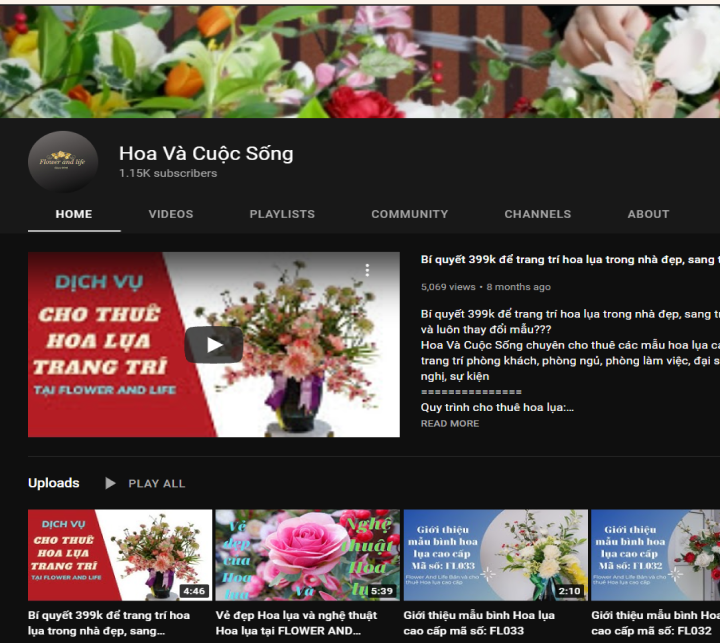 Flower and life
Hoa Và Cuộc Sống
1.15K subscribers
HOME VIDEOS PLAYLISTS COMMUNITY CHANNELS ABOUT
DỊCH VỤ
CHO THUÊ
HOA LỤA
TRANG TRÍ
TẠI FLOWER AND LIFE
Bí quyết 399k để trang trí hoa lụa trong nhà đẹp, sang t
5,069 views • 8 months ago
Bí quyết 399k để trang trí hoa lụa trong nhà đẹp, sang tr
và luôn thay đổi mẫu???
Hoa Và Cuộc Sống chuyên cho thuê các mẫu hoa lụa ca
trang trí phòng khách, phòng ngủ, phòng làm việc, đại s
nghị, sự kiện
===============
Quy trình cho thuê hoa lụa:...
READ MORE
Uploads PLAY ALL
DỊCH VỤ
CHO THUÊ
HOA LỤA
TRANG TRÍ
TẠI FLOWER AND LIFE
4:46
Bí quyết 399k để trang trí hoa
lụa trong nhà đẹp, sang...
Vẻ
đẹp
của
Hoa
lụa
Và
Nghệ
thuật
Hoa
5:39
Vẻ đẹp Hoa lụa và nghệ thuật
Hoa lụa tại FLOWER AND...
Giới thiệu
mẫu bình hoa
lụa cao cấp
Mã số: FL033
Flower And Life Bán và cho
thuê Hoa lụa cao cấp
2:10
Giới thiệu mẫu bình Hoa lụa
cao cấp mã số: FL033
Giới thiệu
mẫu bình hoa
lụa cao cấp
Mã số: FL032
Flower And Life Bán và cho
thuê Hoa lụa cao cấp
Giới thiệu mẫu bình Hoa
cao cấp mã số: FL032